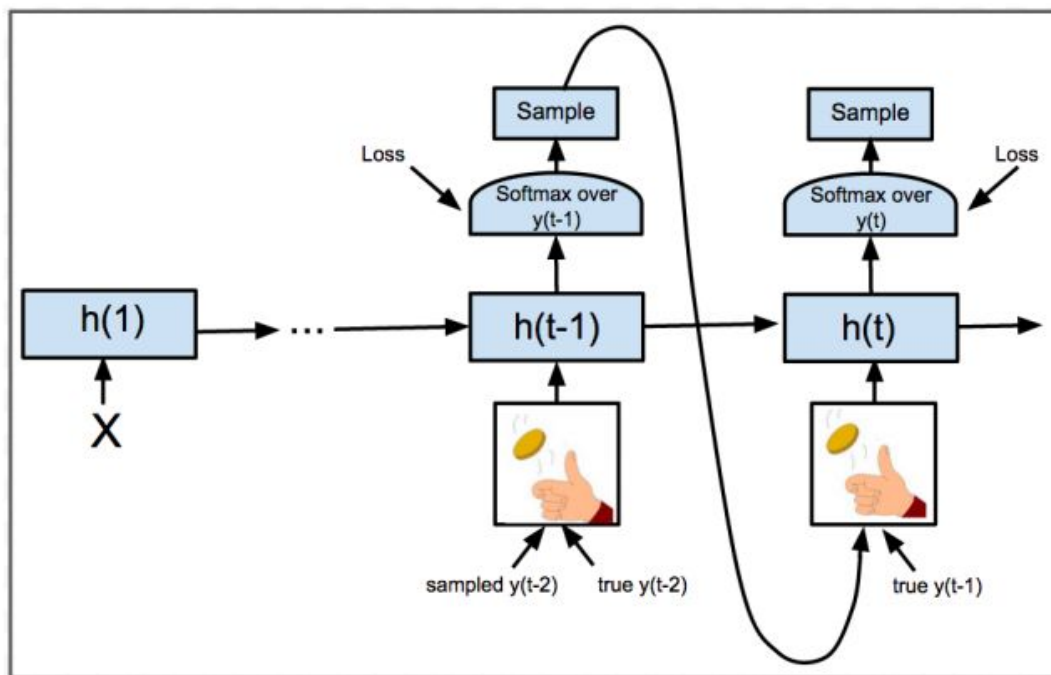 Sample
Sample
Loss
Loss
Softmax over
y(t-1)
Softmax over
y(t)
h(1)
...
h(t-1)
h(t)
X
sampled y(t-2)
true y(t-2)
true y(t-1)